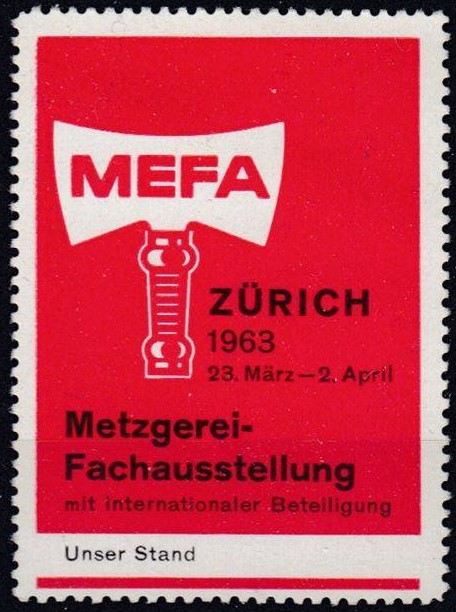 MEFA
ZÜRICH
1963
23. März – 2. April
Metzgerei-
Fachausstellung
mit internationaler Beteiligung
Unser Stand